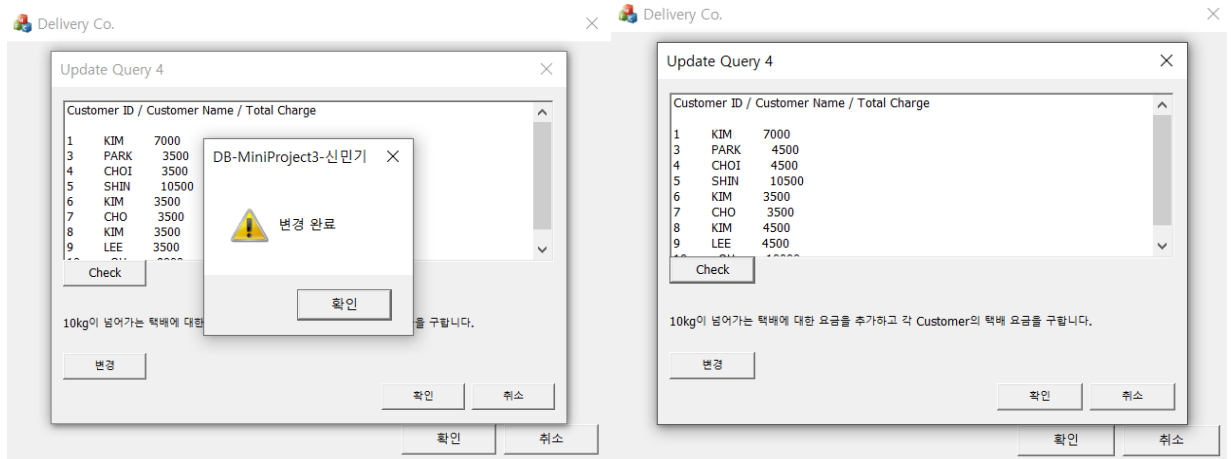 Delivery Co.
Update Query 4
Customer ID / Customer Name / Total Charge
1 KIM 7000
3 PARK 3500
4 CHOI 3500
5 SHIN 10500
6 KIM 3500
7 CHO 3500
8 KIM 3500
9 LEE 3500
Check
10kg이 넘어가는 택배에 대한
을 구합니다.
변경
확인 취소
확인 취소
DB-MiniProject3-신민기
변경 완료
확인
Delivery Co.
Update Query 4
Customer ID / Customer Name / Total Charge
1 KIM 7000
3 PARK 4500
4 CHOI 4500
5 SHIN 10500
6 KIM 3500
7 CHO 3500
8 KIM 4500
9 LEE 4500
Check
10kg이 넘어가는 택배에 대한 요금을 추가하고 각 Customer의 택배 요금을 구합니다.
변경
확인 취소
확인 취소